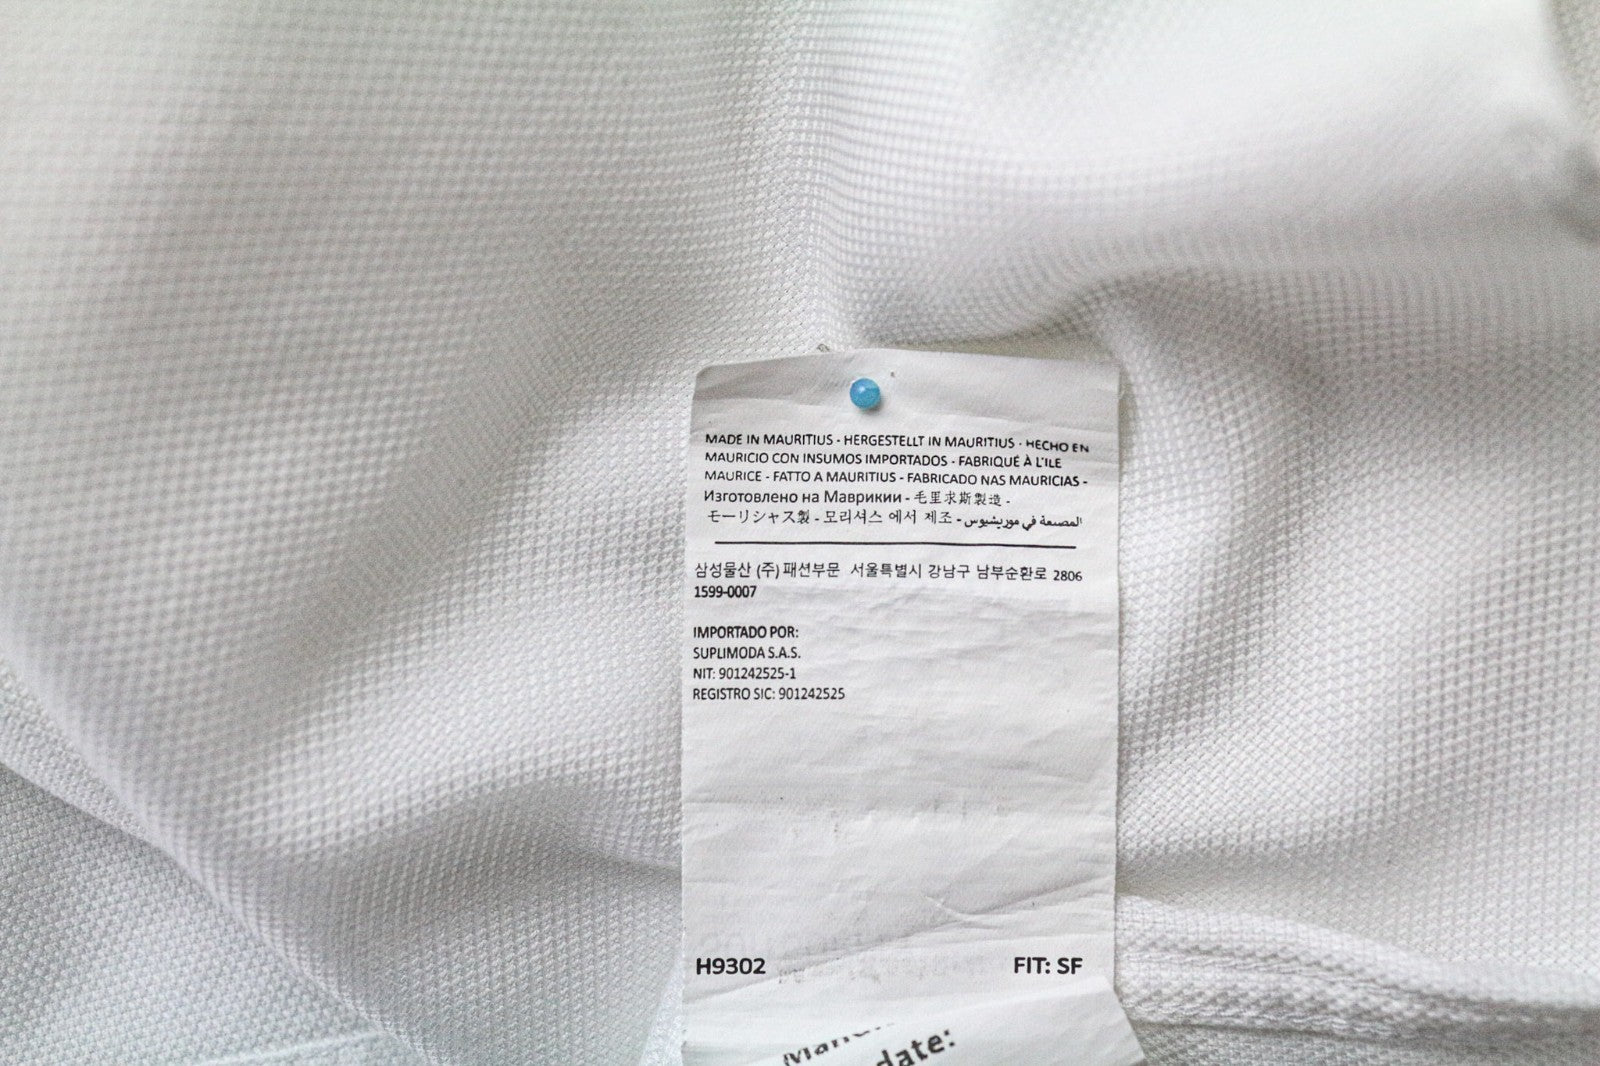 MADE IN MAURITIUS - HERGESTELLT IN MAURITIUS - HECHO EN
MAURICIO CON INSUMOS IMPORTADOS - FABRIQUÉ À L'ILE
MAURICE - FATTO A MAURITIUS - FABRICADO NAS MAURICIAS -
Изготовлено на Маврикии - 毛里求斯製造 -
モーリシャス製 - 모리셔스 에서 제조 - المصنعة في موريشيوس
삼성물산 (주) 패션부문 서울특별시 강남구 남부순환로 2806
1599-0007
IMPORTADO POR:
SUPLIMODA S.A.S.
NIT: 901242525-1
REGISTRO SIC: 901242525
H9302 FIT: SF
date: